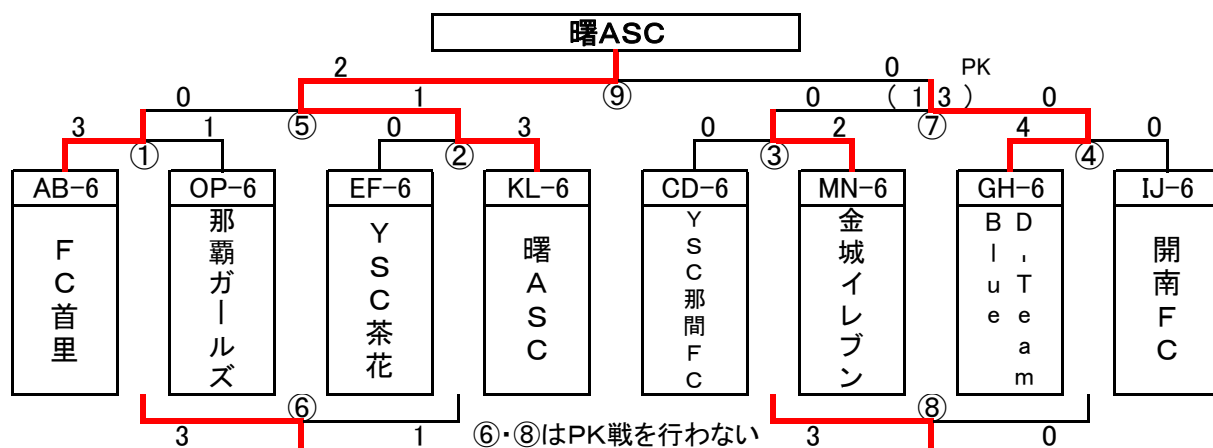 曙ASC
2 0 PK
0 1 ⑨ 0 ( 1 3 ) 0
3 1 ⑤ 0 3 0 2 ⑦ 4 0
① ② ③ ④
AB-6 OP-6 EF-6 KL-6 CD-6 MN-6 GH-6 IJ-6
FC首里
那覇ガールズ
YSC茶花
曙ASC
YSC那間FC
金城イレブン
D.Team
Blue
開南FC
⑥ ⑧
3 1 ⑥・⑧はPK戦を行わない 3 0